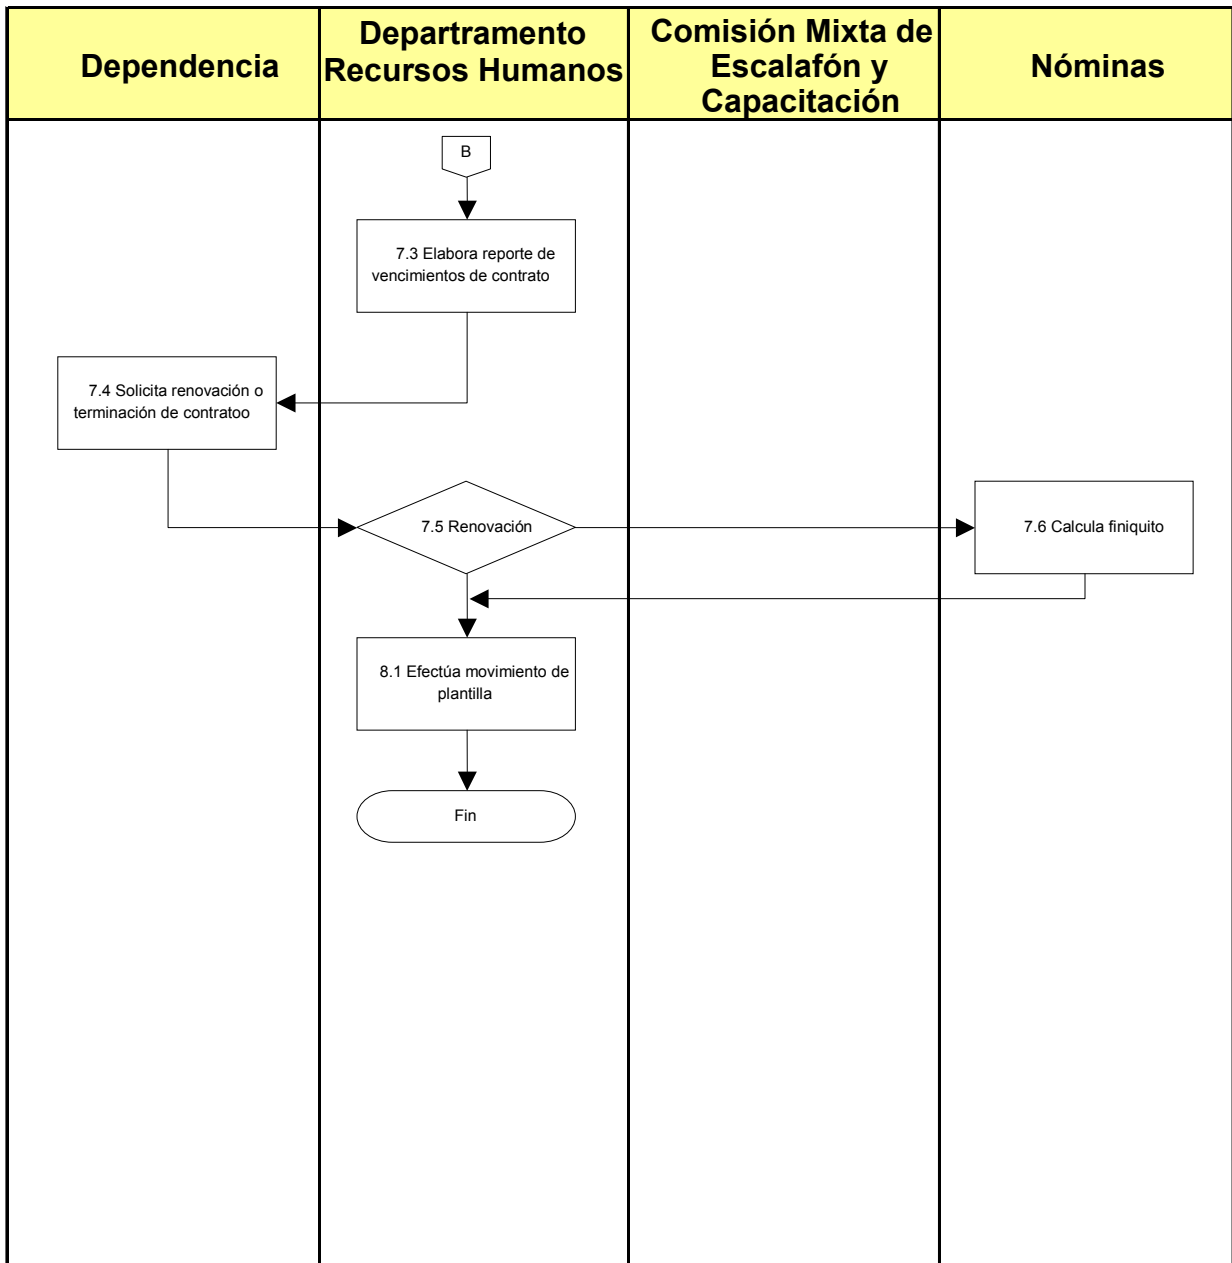 Dependencia
Departramento
Recursos Humanos
Comisión Mixta de
Escalafón y
Capacitación
Nóminas
B
7.3 Elabora reporte de
vencimientos de contrato
7.4 Solicita renovación o
terminación de contratoo
7.5 Renovación
7.6 Calcula finiquito
8.1 Efectúa movimiento de
plantilla
Fin